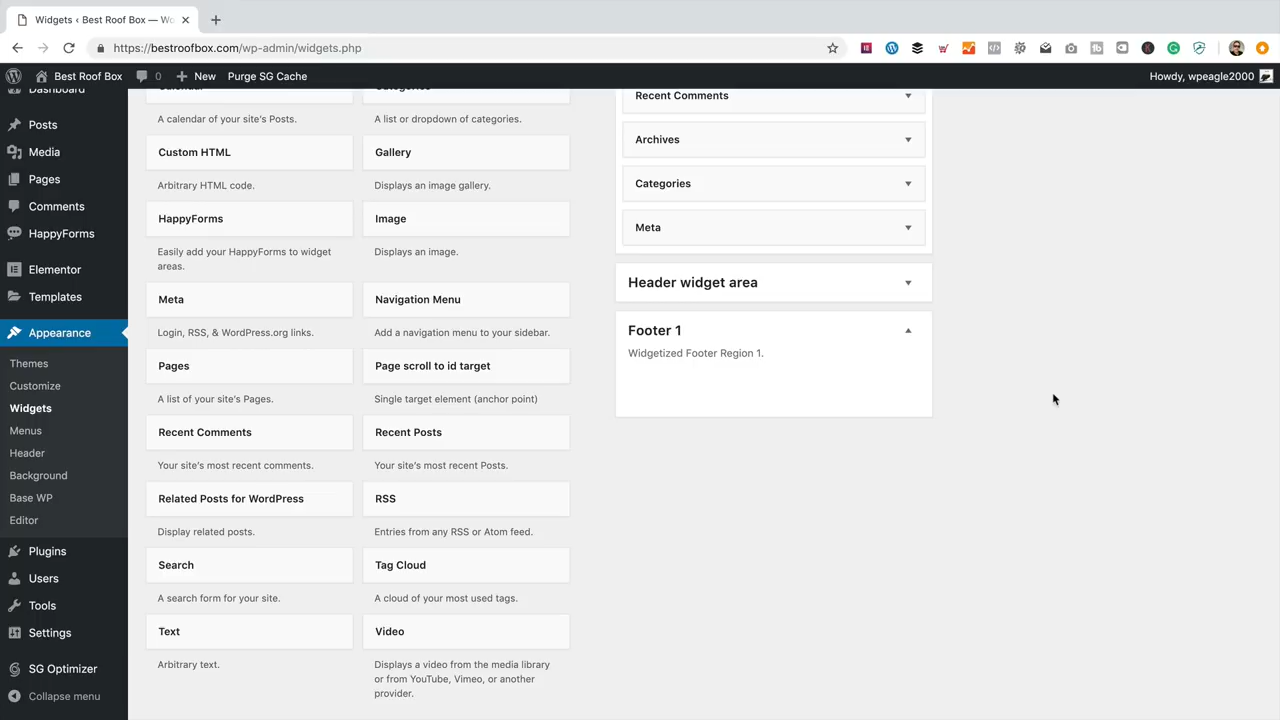 Widgets ‹ Best Roof Box — Wo
https://bestroofbox.com/wp-admin/widgets.php
Best Roof Box
0
New
Purge SG Cache
Howdy, wpeagle2000
Dashboard
Posts
Media
Pages
Comments
HappyForms
Elementor
Templates
Appearance
Themes
Customize
Widgets
Menus
Header
Background
Base WP
Editor
Plugins
Users
Tools
Settings
SG Optimizer
Collapse menu
Calendar
A calendar of your site's Posts.
Categories
A list or dropdown of categories.
Custom HTML
Arbitrary HTML code.
Gallery
Displays an image gallery.
HappyForms
Easily add your HappyForms to widget
areas.
Image
Displays an image.
Meta
Login, RSS, & WordPress.org links.
Navigation Menu
Add a navigation menu to your sidebar.
Pages
A list of your site's Pages.
Page scroll to id target
Single target element (anchor point)
Recent Comments
Your site's most recent comments.
Recent Posts
Your site's most recent Posts.
Related Posts for WordPress
Display related posts.
RSS
Entries from any RSS or Atom feed.
Search
A search form for your site.
Tag Cloud
A cloud of your most used tags.
Text
Arbitrary text.
Video
Displays a video from the media library
or from YouTube, Vimeo, or another
provider.
Recent Comments
Archives
Categories
Meta
Header widget area
Footer 1
Widgetized Footer Region 1.